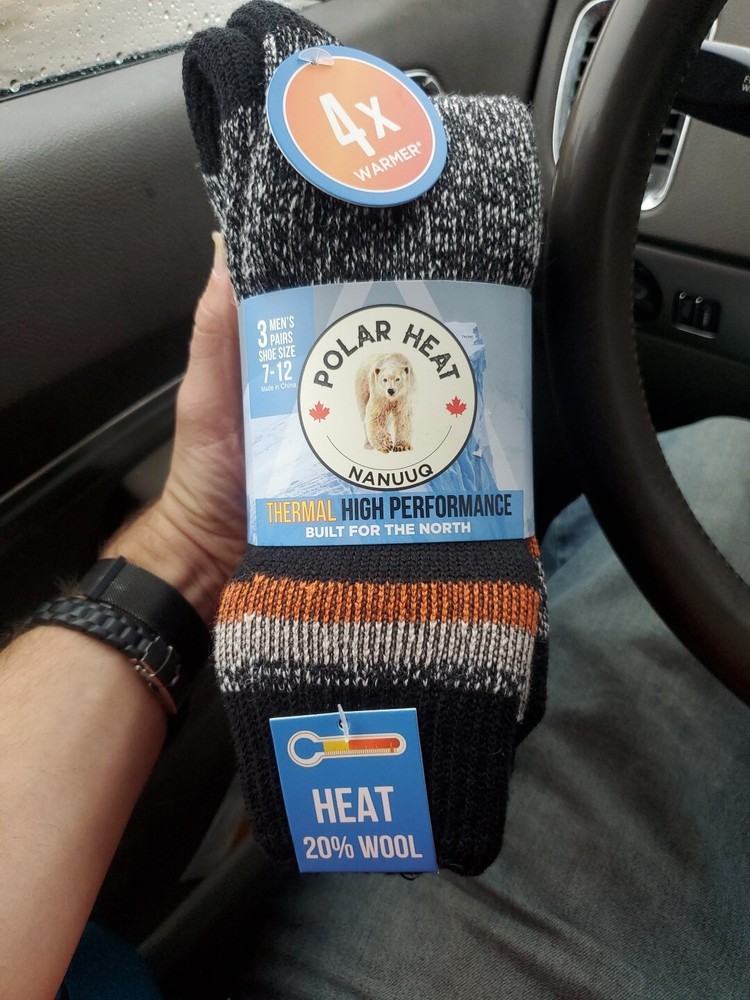 4x
WARMER*
3 MEN'S
PAIRS
SHOE SIZE
7-12
Made in China
POLAR HEAT
NANUUQ
THERMAL HIGH PERFORMANCE
BUILT FOR THE NORTH
HEAT
20% WOOL